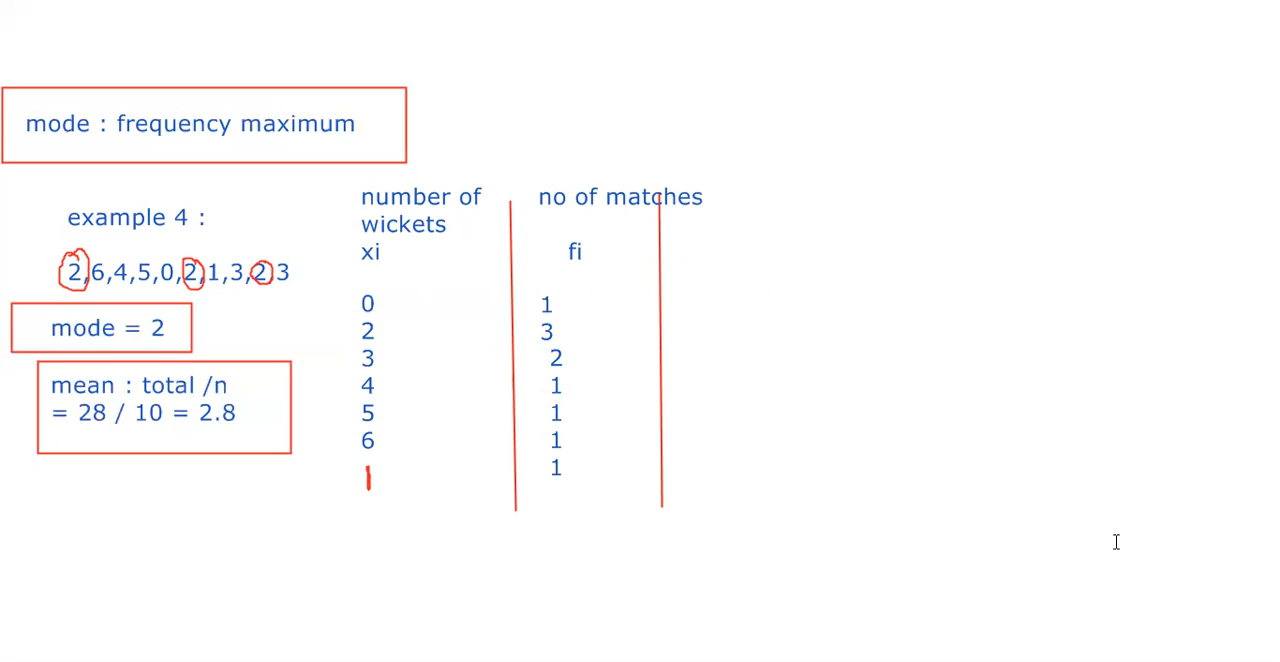 mode : frequency maximum
example 4 :
2,6,4,5,0,2,1,3,2,3
mode = 2
mean : total /n
= 28 / 10 = 2.8
number of no of matches
wickets
xi fi
0 1
2 3
3 2
4 1
5 1
6 1
1 1